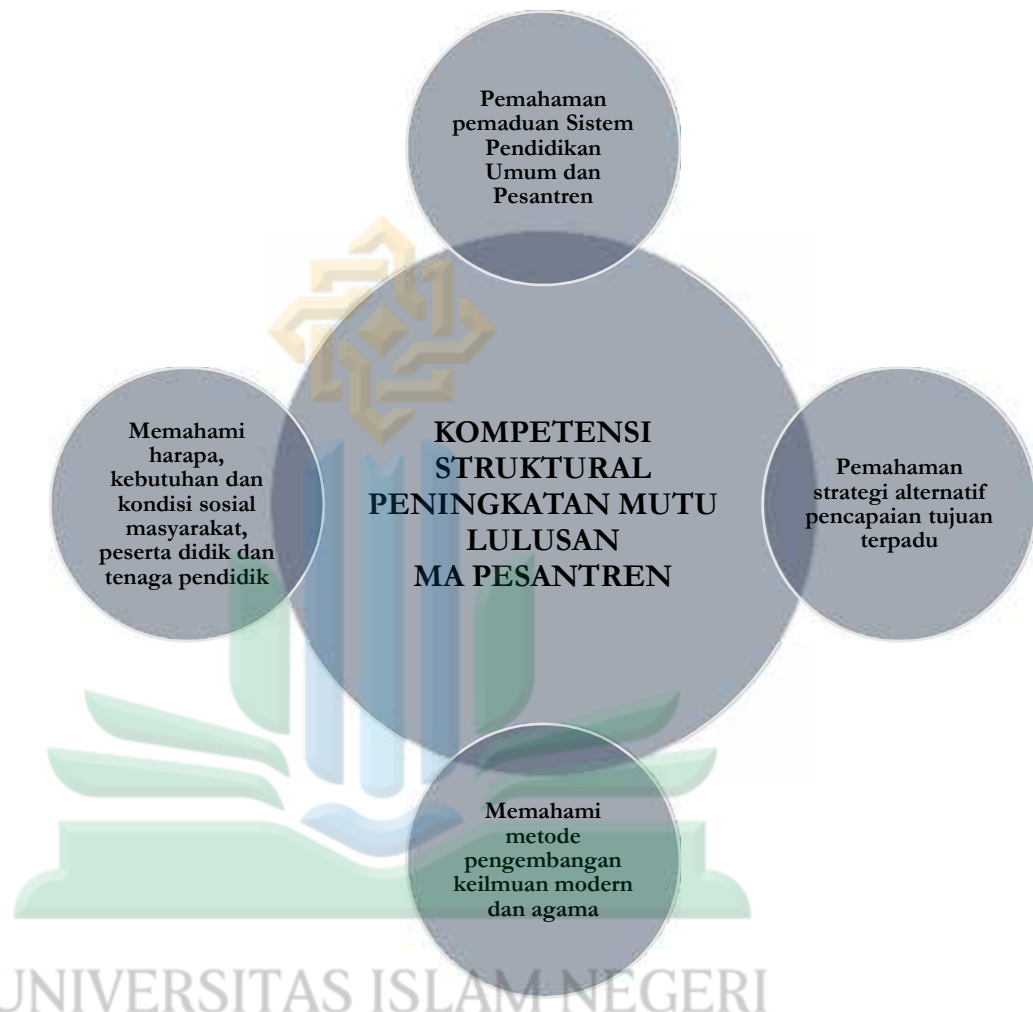 Pemahaman
pemaduan Sistem
Pendidikan
Umum dan
Pesantren
Memahami
harapa,
kebutuhan dan
kondisi sosial
masyarakat,
peserta didik dan
tenaga pendidik
KOMPETENSI
STRUKTURAL
PENINGKATAN MUTU
LULUSAN
MA PESANTREN
Pemahaman
strategi alternatif
pencapaian tujuan
terpadu
Memahami
metode
pengembangan
keilmuan modern
dan agama
UNIVERSITAS ISLAM NEGERI